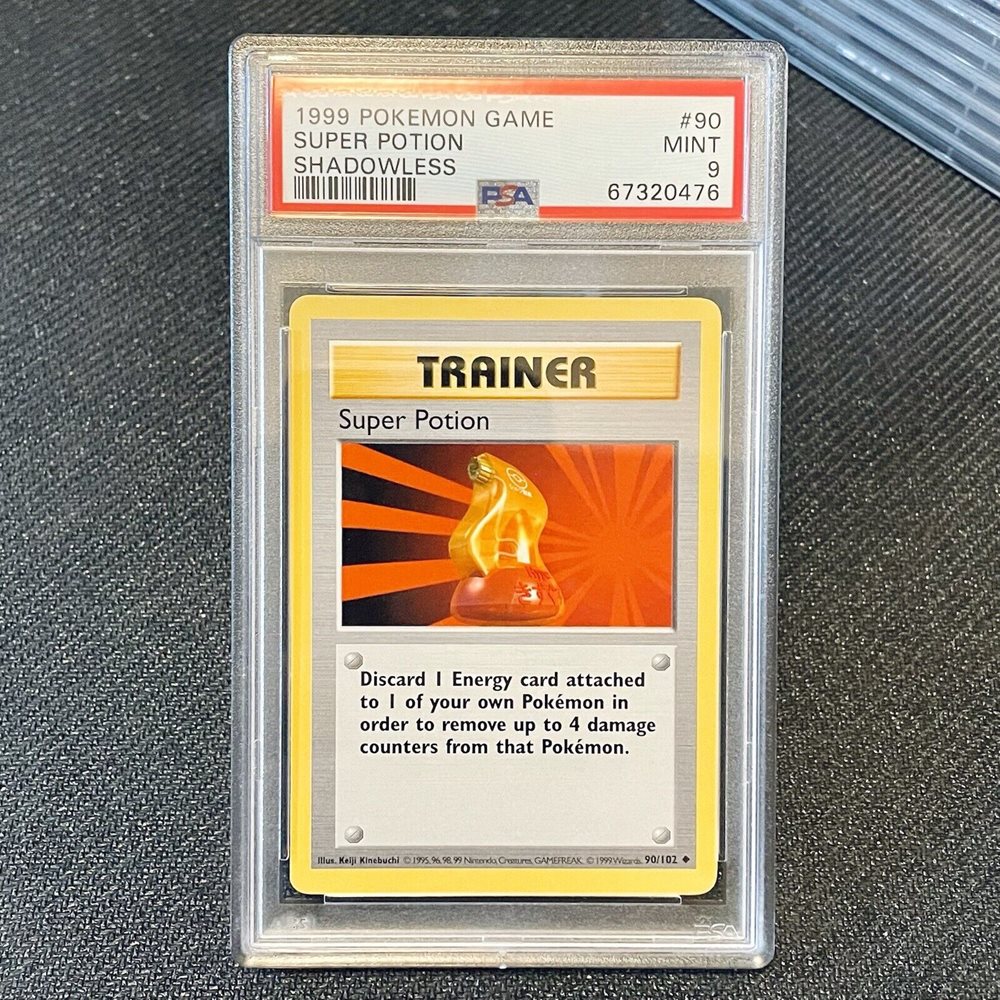 1999 POKEMON GAME #90
SUPER POTION MINT
SHADOWLESS 9
PSA 67320476
TRAINER
Super Potion
Discard 1 Energy card attached
to 1 of your own Pokémon in
order to remove up to 4 damage
counters from that Pokémon.
Illus. Keiji Kinebuchi © 1995, 96, 98, 99 Nintendo, Creatures, GAMEFREAK. © 1999 Wizards. 90/102
PSA